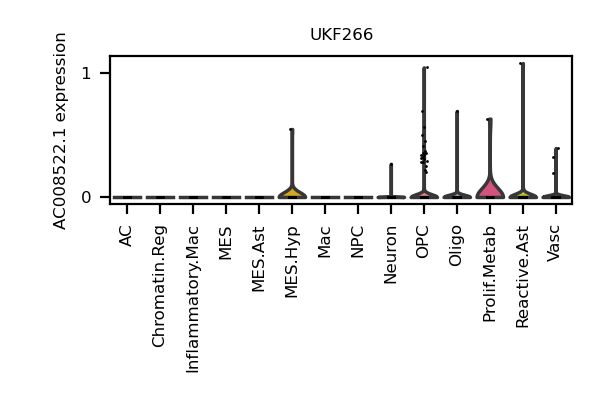 UKF266
AC008522.1 expression
1
0
AC
Chromatin.Reg
Inflammatory.Mac
MES
MES.Ast
MES.Hyp
Mac
NPC
Neuron
OPC
Oligo
Prolif.Metab
Reactive.Ast
Vasc